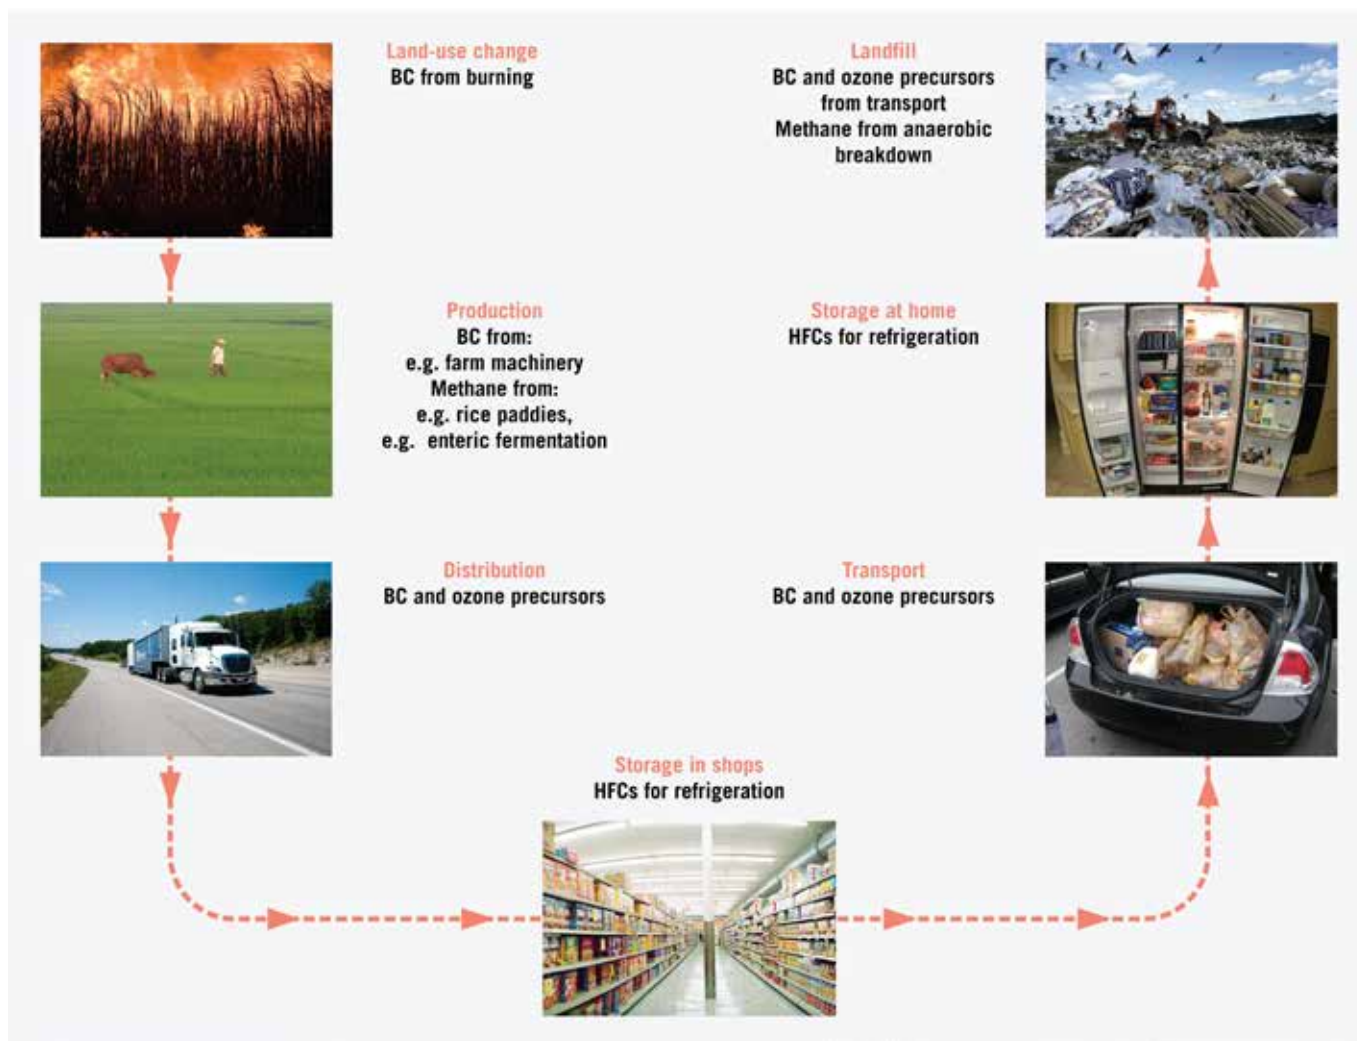 Land-use change
BC from burning
Production
BC from:
e.g. farm machinery
Methane from:
e.g. rice paddies,
e.g. enteric fermentation
Distribution
BC and ozone precursors
Storage in shops
HFCs for refrigeration
Transport
BC and ozone precursors
Storage at home
HFCs for refrigeration
Landfill
BC and ozone precursors
from transport
Methane from anaerobic
breakdown